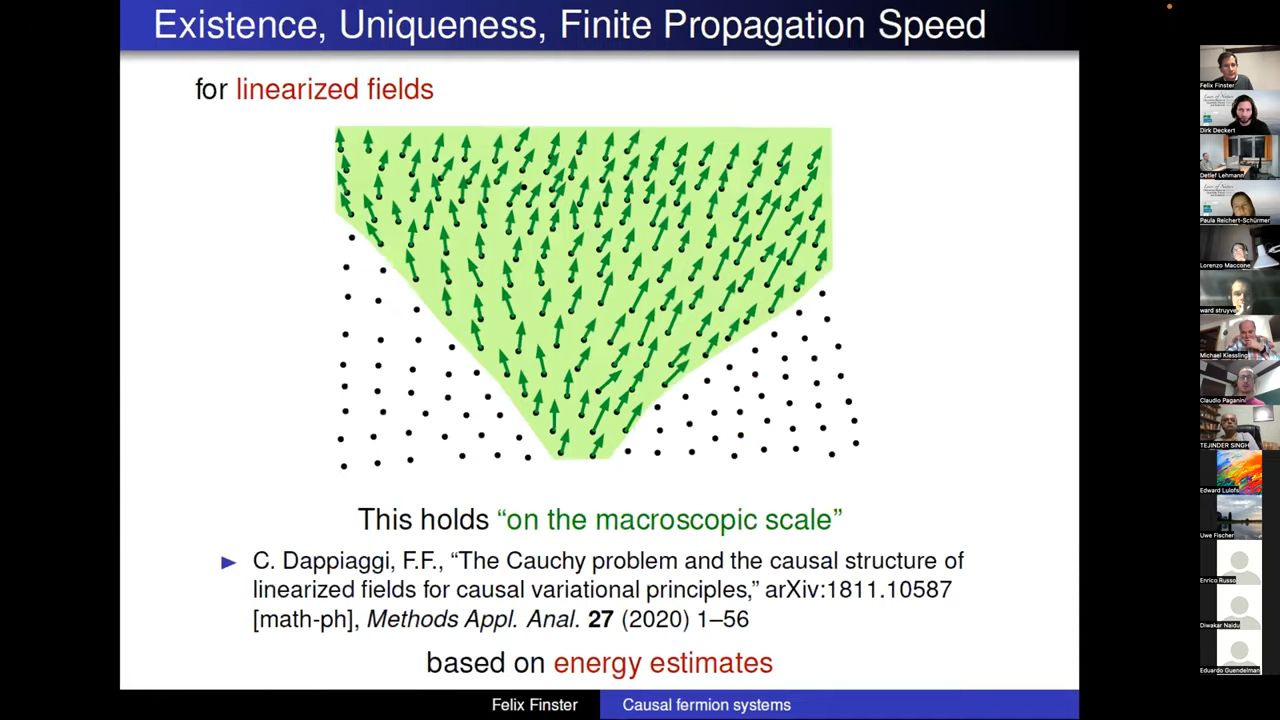 Existence, Uniqueness, Finite Propagation Speed
for linearized fields
This holds “on the macroscopic scale”
► C. Dappiaggi, F.F., “The Cauchy problem and the causal structure of
linearized fields for causal variational principles,” arXiv:1811.10587
[math-ph], Methods Appl. Anal. 27 (2020) 1–56
based on energy estimates
Felix Finster Causal fermion systems
Felix Finster
Dirk Deckert
Detlef Lehmann
Paula Reichert-Schürmer
Lorenzo Maccone
ward struyve
Michael Kiessling
Claudio Paganini
TEJINDER SINGH
Edward Lulofs
Uwe Fischer
Enrico Russo
Diwakar Naidu
Eduardo Guendelman